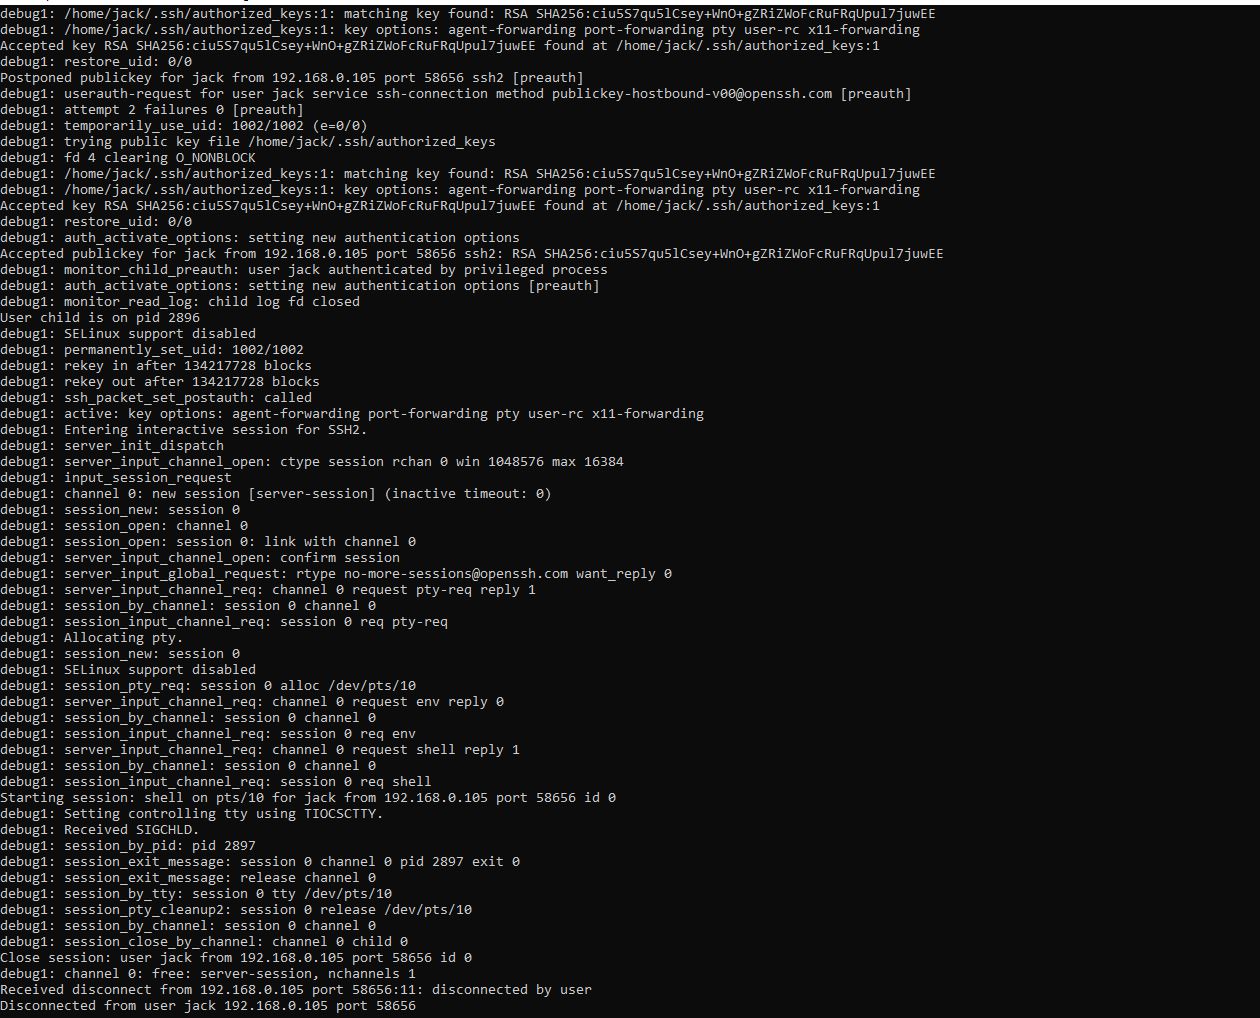 debug1: /home/jack/.ssh/authorized_keys:1: matching key found: RSA SHA256:ciu5S7qu5lCsey+WnO+gZRiZWoFcRuFRqUpul7juwEE
debug1: /home/jack/.ssh/authorized_keys:1: key options: agent-forwarding port-forwarding pty user-rc x11-forwarding
Accepted key RSA SHA256:ciu5S7qu5lCsey+WnO+gZRiZWoFcRuFRqUpul7juwEE found at /home/jack/.ssh/authorized_keys:1
debug1: restore_uid: 0/0
Postponed publickey for jack from 192.168.0.105 port 58656 ssh2 [preauth]
debug1: userauth-request for user jack service ssh-connection method publickey-hostbound-v00@openssh.com [preauth]
debug1: attempt 2 failures 0 [preauth]
debug1: temporarily_use_uid: 1002/1002 (e=0/0)
debug1: trying public key file /home/jack/.ssh/authorized_keys
debug1: fd 4 clearing O_NONBLOCK
debug1: /home/jack/.ssh/authorized_keys:1: matching key found: RSA SHA256:ciu5S7qu5lCsey+WnO+gZRiZWoFcRuFRqUpul7juwEE
debug1: /home/jack/.ssh/authorized_keys:1: key options: agent-forwarding port-forwarding pty user-rc x11-forwarding
Accepted key RSA SHA256:ciu5S7qu5lCsey+WnO+gZRiZWoFcRuFRqUpul7juwEE found at /home/jack/.ssh/authorized_keys:1
debug1: restore_uid: 0/0
debug1: auth_activate_options: setting new authentication options
Accepted publickey for jack from 192.168.0.105 port 58656 ssh2: RSA SHA256:ciu5S7qu5lCsey+WnO+gZRiZWoFcRuFRqUpul7juwEE
debug1: monitor_child_preauth: user jack authenticated by privileged process
debug1: auth_activate_options: setting new authentication options [preauth]
debug1: monitor_read_log: child log fd closed
User child is on pid 2896
debug1: SELinux support disabled
debug1: permanently_set_uid: 1002/1002
debug1: rekey in after 134217728 blocks
debug1: rekey out after 134217728 blocks
debug1: ssh_packet_set_postauth: called
debug1: active: key options: agent-forwarding port-forwarding pty user-rc x11-forwarding
debug1: Entering interactive session for SSH2.
debug1: server_init_dispatch
debug1: server_input_channel_open: ctype session rchan 0 win 1048576 max 16384
debug1: input_session_request
debug1: channel 0: new session [server-session] (inactive timeout: 0)
debug1: session_new: session 0
debug1: session_open: channel 0
debug1: session_open: session 0: link with channel 0
debug1: server_input_channel_open: confirm session
debug1: server_input_global_request: rtype no-more-sessions@openssh.com want_reply 0
debug1: server_input_channel_req: channel 0 request pty-req reply 1
debug1: session_by_channel: session 0 channel 0
debug1: session_input_channel_req: session 0 req pty-req
debug1: Allocating pty.
debug1: session_new: session 0
debug1: SELinux support disabled
debug1: session_pty_req: session 0 alloc /dev/pts/10
debug1: server_input_channel_req: channel 0 request env reply 0
debug1: session_by_channel: session 0 channel 0
debug1: session_input_channel_req: session 0 req env
debug1: server_input_channel_req: channel 0 request shell reply 1
debug1: session_by_channel: session 0 channel 0
debug1: session_input_channel_req: session 0 req shell
Starting session: shell on pts/10 for jack from 192.168.0.105 port 58656 id 0
debug1: Setting controlling tty using TIOCSCTTY.
debug1: Received SIGCHLD.
debug1: session_by_pid: pid 2897
debug1: session_exit_message: session 0 channel 0 pid 2897 exit 0
debug1: session_exit_message: release channel 0
debug1: session_by_tty: session 0 tty /dev/pts/10
debug1: session_pty_cleanup2: session 0 release /dev/pts/10
debug1: session_by_channel: session 0 channel 0
debug1: session_close_by_channel: channel 0 child 0
Close session: user jack from 192.168.0.105 port 58656 id 0
debug1: channel 0: free: server-session, nchannels 1
Received disconnect from 192.168.0.105 port 58656:11: disconnected by user
Disconnected from user jack 192.168.0.105 port 58656